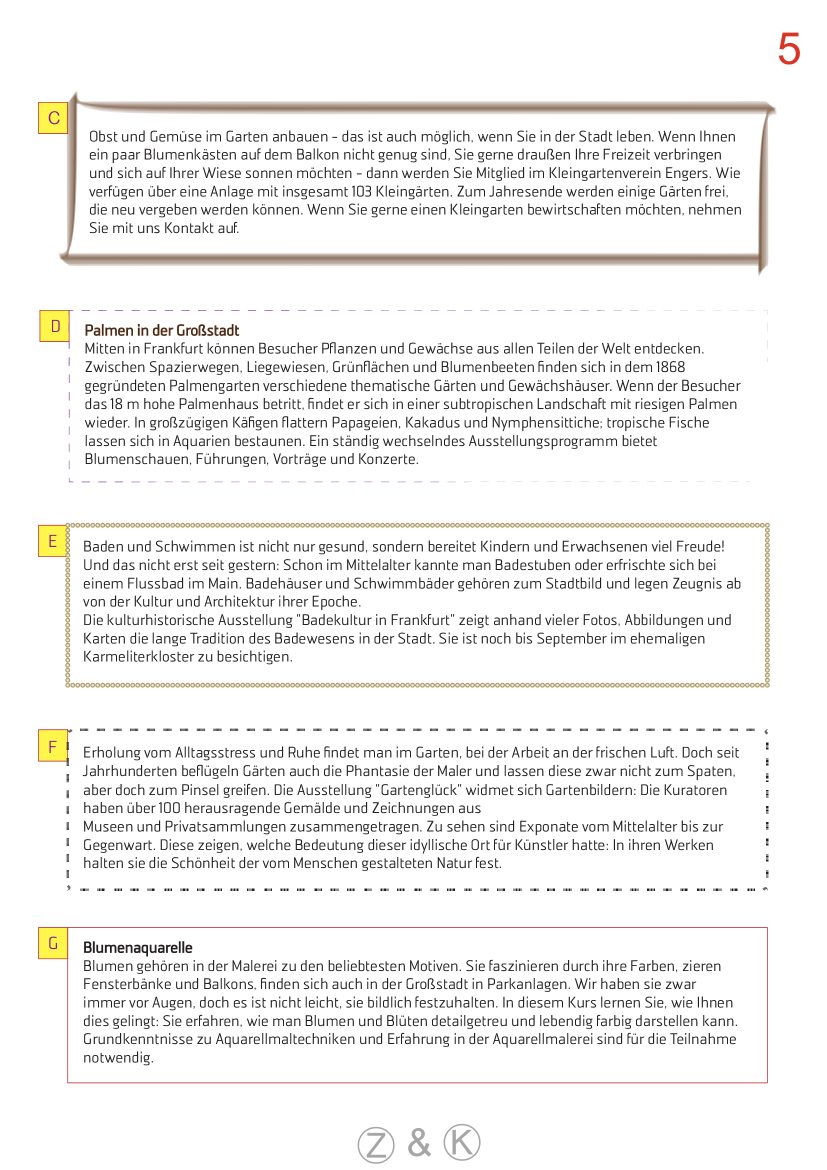 5
C
Obst und Gemüse im Garten anbauen - das ist auch möglich, wenn Sie in der Stadt leben. Wenn Ihnen
ein paar Blumenkästen auf dem Balkon nicht genug sind, Sie gerne draußen Ihre Freizeit verbringen
und sich auf Ihrer Wiese sonnen möchten - dann werden Sie Mitglied im Kleingartenverein Engers. Wie
verfügen über eine Anlage mit insgesamt 103 Kleingärten. Zum Jahresende werden einige Gärten frei,
die neu vergeben werden können. Wenn Sie gerne einen Kleingarten bewirtschaften möchten, nehmen
Sie mit uns Kontakt auf.
D
Palmen in der Großstadt
Mitten in Frankfurt können Besucher Pflanzen und Gewächse aus allen Teilen der Welt entdecken.
Zwischen Spazierwegen, Liegewiesen, Grünflächen und Blumenbeeten finden sich in dem 1868
gegründeten Palmengarten verschiedene thematische Gärten und Gewächshäuser. Wenn der Besucher
das 18 m hohe Palmenhaus betritt, findet er sich in einer subtropischen Landschaft mit riesigen Palmen
wieder. In großzügigen Käfigen flattern Papageien, Kakadus und Nymphensittiche; tropische Fische
lassen sich in Aquarien bestaunen. Ein ständig wechselndes Ausstellungsprogramm bietet
Blumenschauen, Führungen, Vorträge und Konzerte.
E
Baden und Schwimmen ist nicht nur gesund, sondern bereitet Kindern und Erwachsenen viel Freude!
Und das nicht erst seit gestern: Schon im Mittelalter kannte man Badestuben oder erfrischte sich bei
einem Flussbad im Main. Badehäuser und Schwimmbäder gehören zum Stadtbild und legen Zeugnis ab
von der Kultur und Architektur ihrer Epoche.
Die kulturhistorische Ausstellung "Badekultur in Frankfurt" zeigt anhand vieler Fotos, Abbildungen und
Karten die lange Tradition des Badewesens in der Stadt. Sie ist noch bis September im ehemaligen
Karmeliterkloster zu besichtigen.
F
Erholung vom Alltagsstress und Ruhe findet man im Garten, bei der Arbeit an der frischen Luft. Doch seit
Jahrhunderten beflügeln Gärten auch die Phantasie der Maler und lassen diese zwar nicht zum Spaten,
aber doch zum Pinsel greifen. Die Ausstellung "Gartenglück" widmet sich Gartenbildern: Die Kuratoren
haben über 100 herausragende Gemälde und Zeichnungen aus
Museen und Privatsammlungen zusammengetragen. Zu sehen sind Exponate vom Mittelalter bis zur
Gegenwart. Diese zeigen, welche Bedeutung dieser idyllische Ort für Künstler hatte: In ihren Werken
halten sie die Schönheit der vom Menschen gestalteten Natur fest.
G
Blumenaquarelle
Blumen gehören in der Malerei zu den beliebtesten Motiven. Sie faszinieren durch ihre Farben, zieren
Fensterbänke und Balkons, finden sich auch in der Großstadt in Parkanlagen. Wir haben sie zwar
immer vor Augen, doch es ist nicht leicht, sie bildlich festzuhalten. In diesem Kurs lernen Sie, wie Ihnen
dies gelingt: Sie erfahren, wie man Blumen und Blüten detailgetreu und lebendig farbig darstellen kann.
Grundkenntnisse zu Aquarellmaltechniken und Erfahrung in der Aquarellmalerei sind für die Teilnahme
notwendig.
Z & K